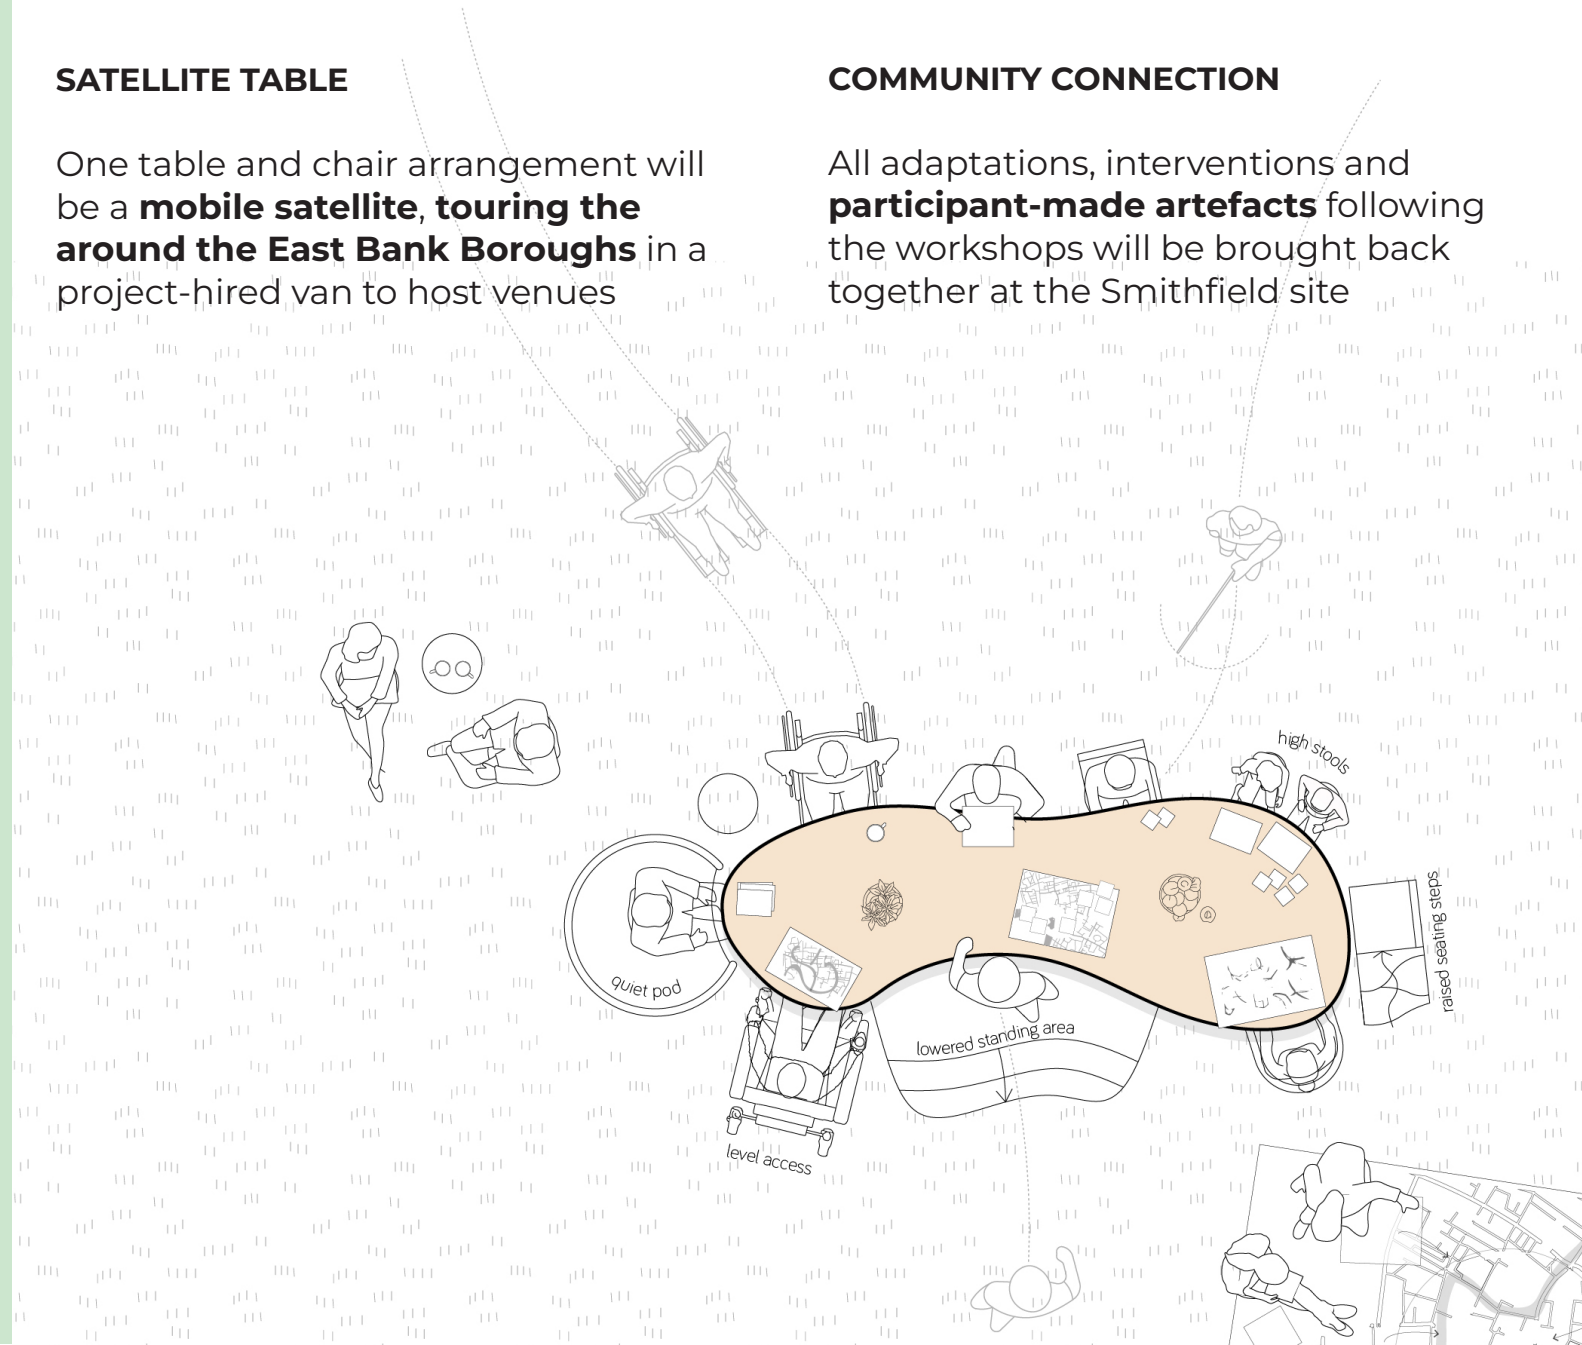 SATELLITE TABLE
One table and chair arrangement will
be a mobile satellite, touring the
around the East Bank Boroughs in a
project-hired van to host venues
COMMUNITY CONNECTION
All adaptations, interventions and
participant-made artefacts following
the workshops will be brought back
together at the Smithfield site
high stools
raised seating steps
quiet pod
lowered standing area
level access